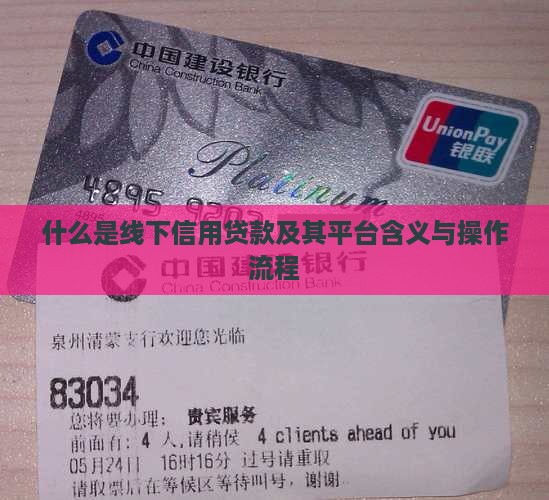 中国建设银行
China Construction Bank
UnionPay
银联
Platinum
4895
4895
什么是线下信用贷款及其平台含义与操作
流程
中国建设银行
China Construction Bank
泉州清蒙支行欢迎您光临
83034
您将要办理： 贵宾服务
前面有: 4 人,请稍侯 4 clients ahead of you
05月24日 16时16分 过号请重取
请取票后在等候区等待叫号, 谢谢